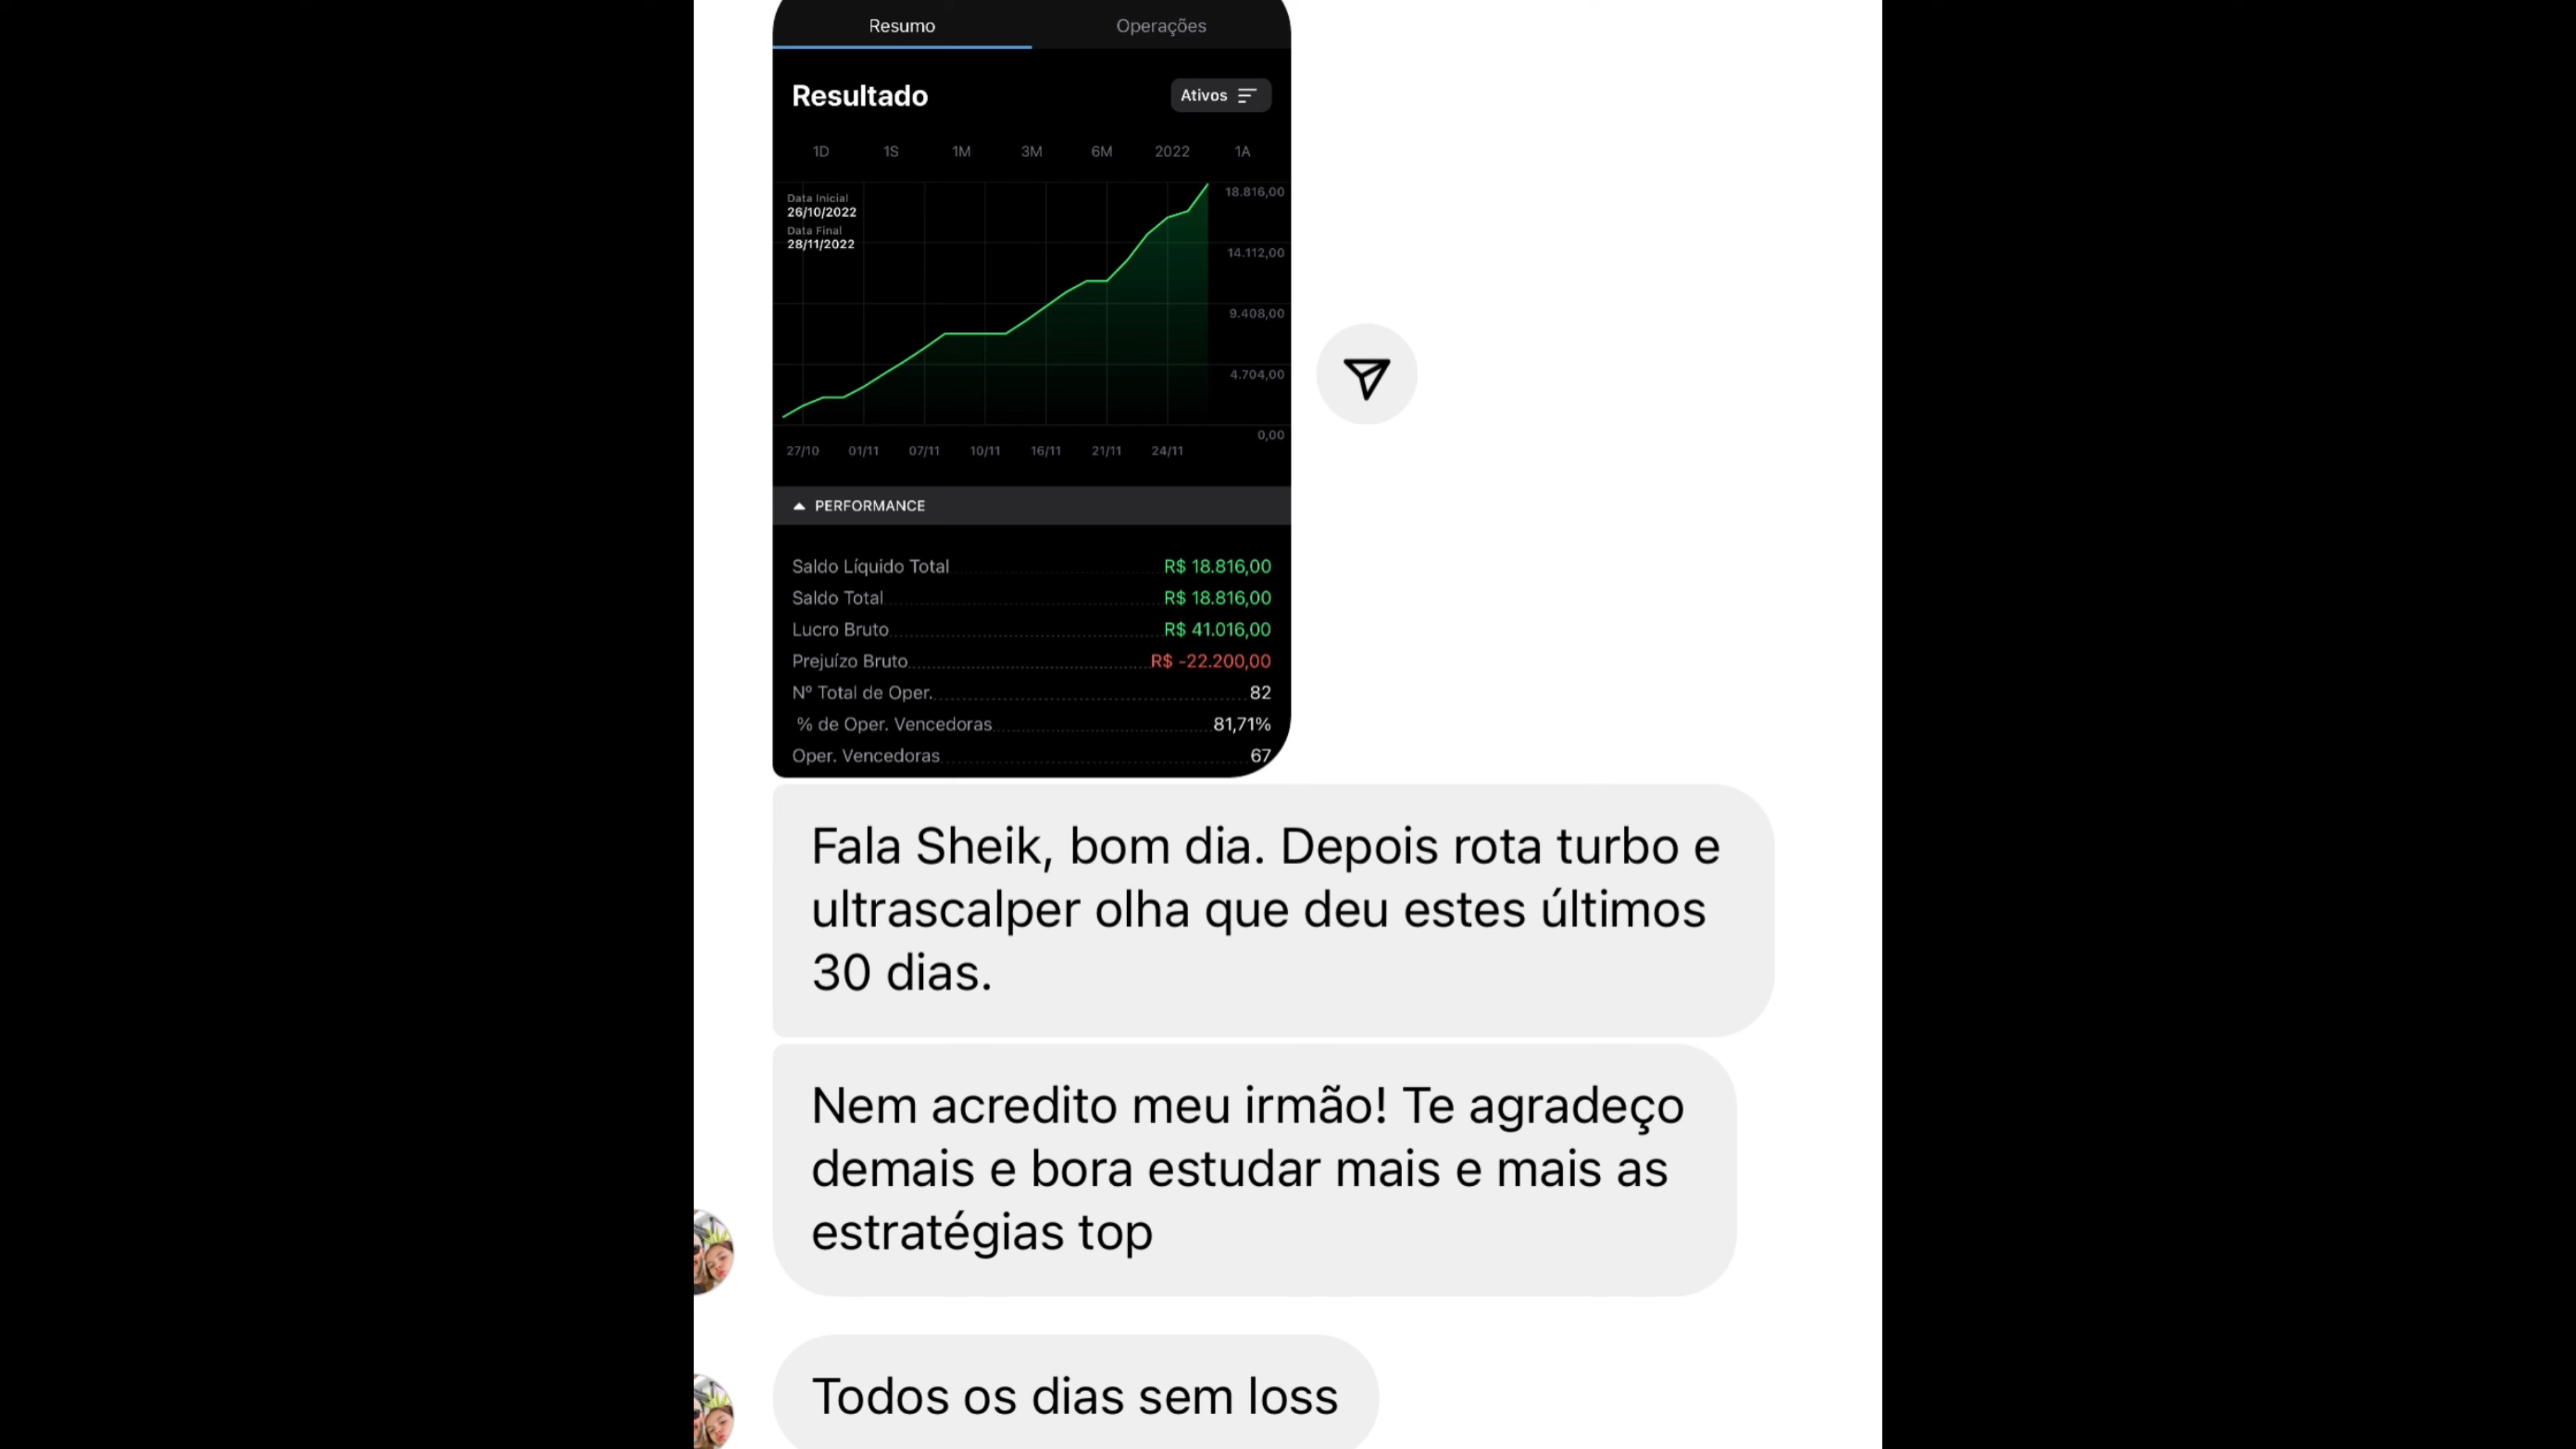 Resumo Operações
Resultado Ativos
1D 1S 1M 3M 6M 2022 1A
Data Inicial
26/10/2022
Data Final
28/11/2022
18.816,00
14.112,00
9.408,00
4.704,00
0,00
27/10 01/11 07/11 10/11 16/11 21/11 24/11
PERFORMANCE
Saldo Líquido Total R$ 18.816,00
Saldo Total R$ 18.816,00
Lucro Bruto R$ 41.016,00
Prejuízo Bruto R$ -22.200,00
Nº Total de Oper. 82
% de Oper. Vencedoras 81,71%
Oper. Vencedoras 67
Fala Sheik, bom dia. Depois rota turbo e
ultrascalper olha que deu estes últimos
30 dias.
Nem acredito meu irmão! Te agradeço
demais e bora estudar mais e mais as
estratégias top
Todos os dias sem loss